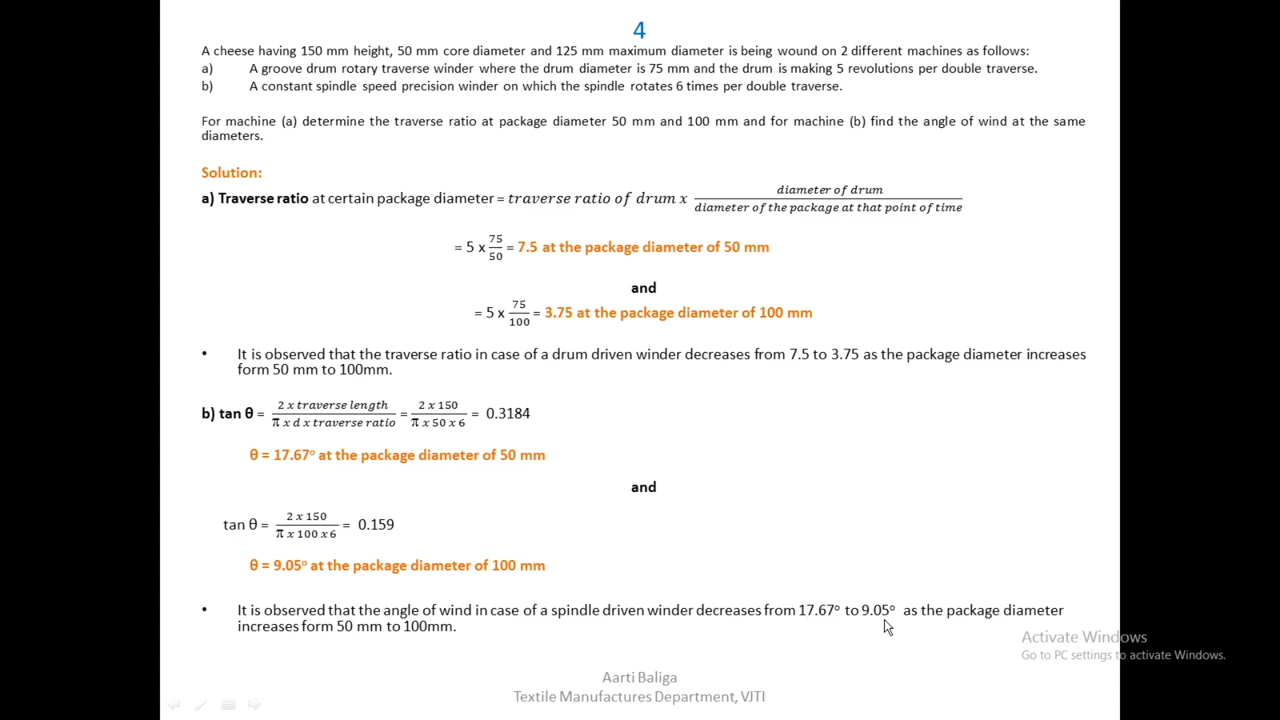 4
A cheese having 150 mm height, 50 mm core diameter and 125 mm maximum diameter is being wound on 2 different machines as follows:
a) A groove drum rotary traverse winder where the drum diameter is 75 mm and the drum is making 5 revolutions per double traverse.
b) A constant spindle speed precision winder on which the spindle rotates 6 times per double traverse.
For machine (a) determine the traverse ratio at package diameter 50 mm and 100 mm and for machine (b) find the angle of wind at the same
diameters.
Solution:
a) Traverse ratio at certain package diameter = traverse ratio of drum x diameter of drum / diameter of the package at that point of time
= 5 x 75/50 = 7.5 at the package diameter of 50 mm
and
= 5 x 75/100 = 3.75 at the package diameter of 100 mm
• It is observed that the traverse ratio in case of a drum driven winder decreases from 7.5 to 3.75 as the package diameter increases
form 50 mm to 100mm.
b) tan θ = 2 x traverse length / π x d x traverse ratio = 2 x 150 / π x 50 x 6 = 0.3184
θ = 17.67° at the package diameter of 50 mm
and
tan θ = 2 x 150 / π x 100 x 6 = 0.159
θ = 9.05° at the package diameter of 100 mm
• It is observed that the angle of wind in case of a spindle driven winder decreases from 17.67° to 9.05° as the package diameter
increases form 50 mm to 100mm.
Activate Windows
Go to PC settings to activate Windows.
Aarti Baliga
Textile Manufactures Department, VJTI